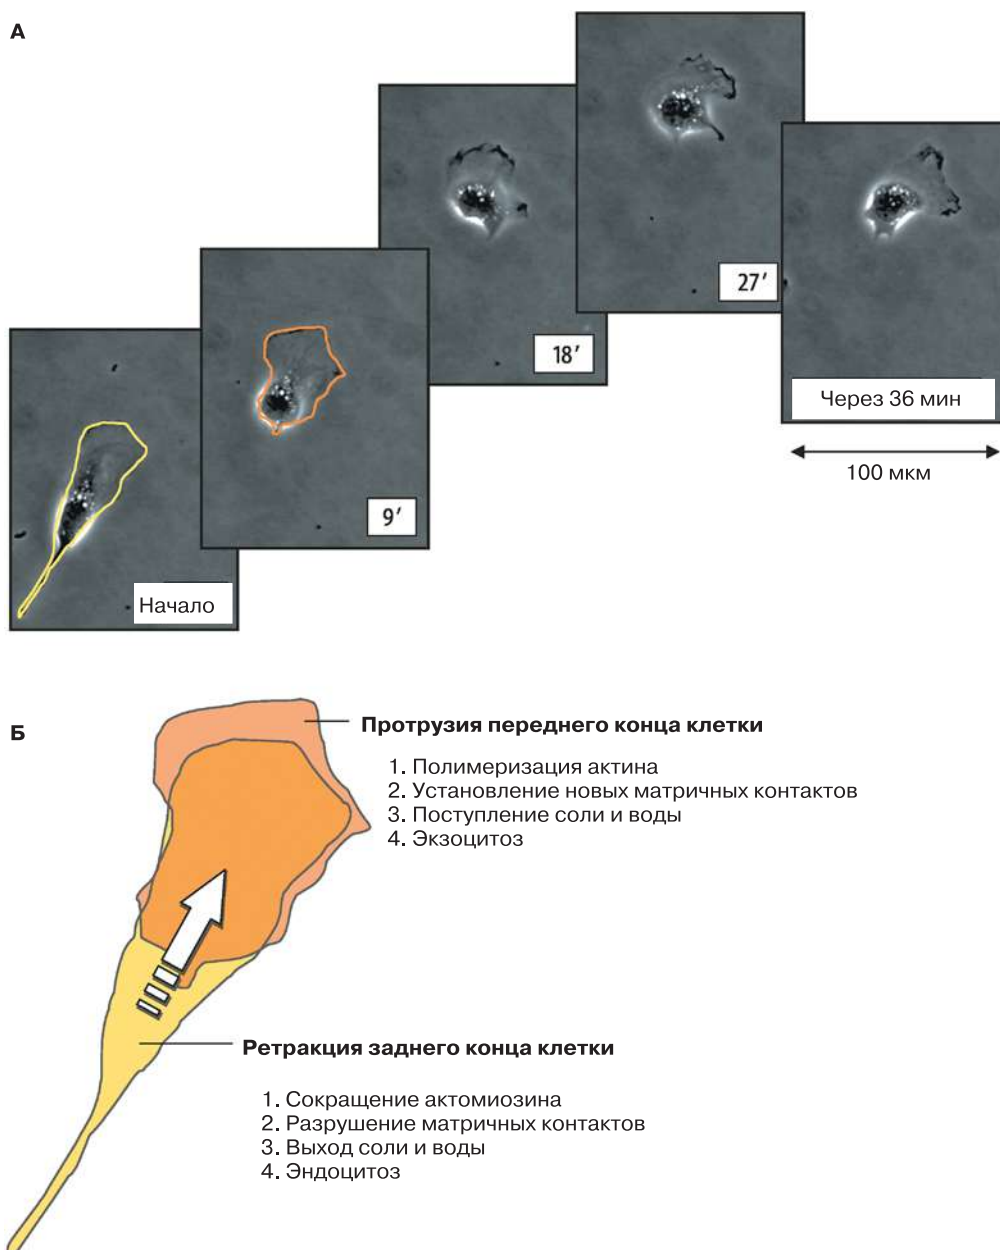 А
Начало
9′
18′
27′
Через 36 мин
100 мкм
Б
Протрузия переднего конца клетки
1. Полимеризация актина
2. Установление новых матричных контактов
3. Поступление соли и воды
4. Экзоцитоз
Ретракция заднего конца клетки
1. Сокращение актомиозина
2. Разрушение матричных контактов
3. Выход соли и воды
4. Эндоцитоз